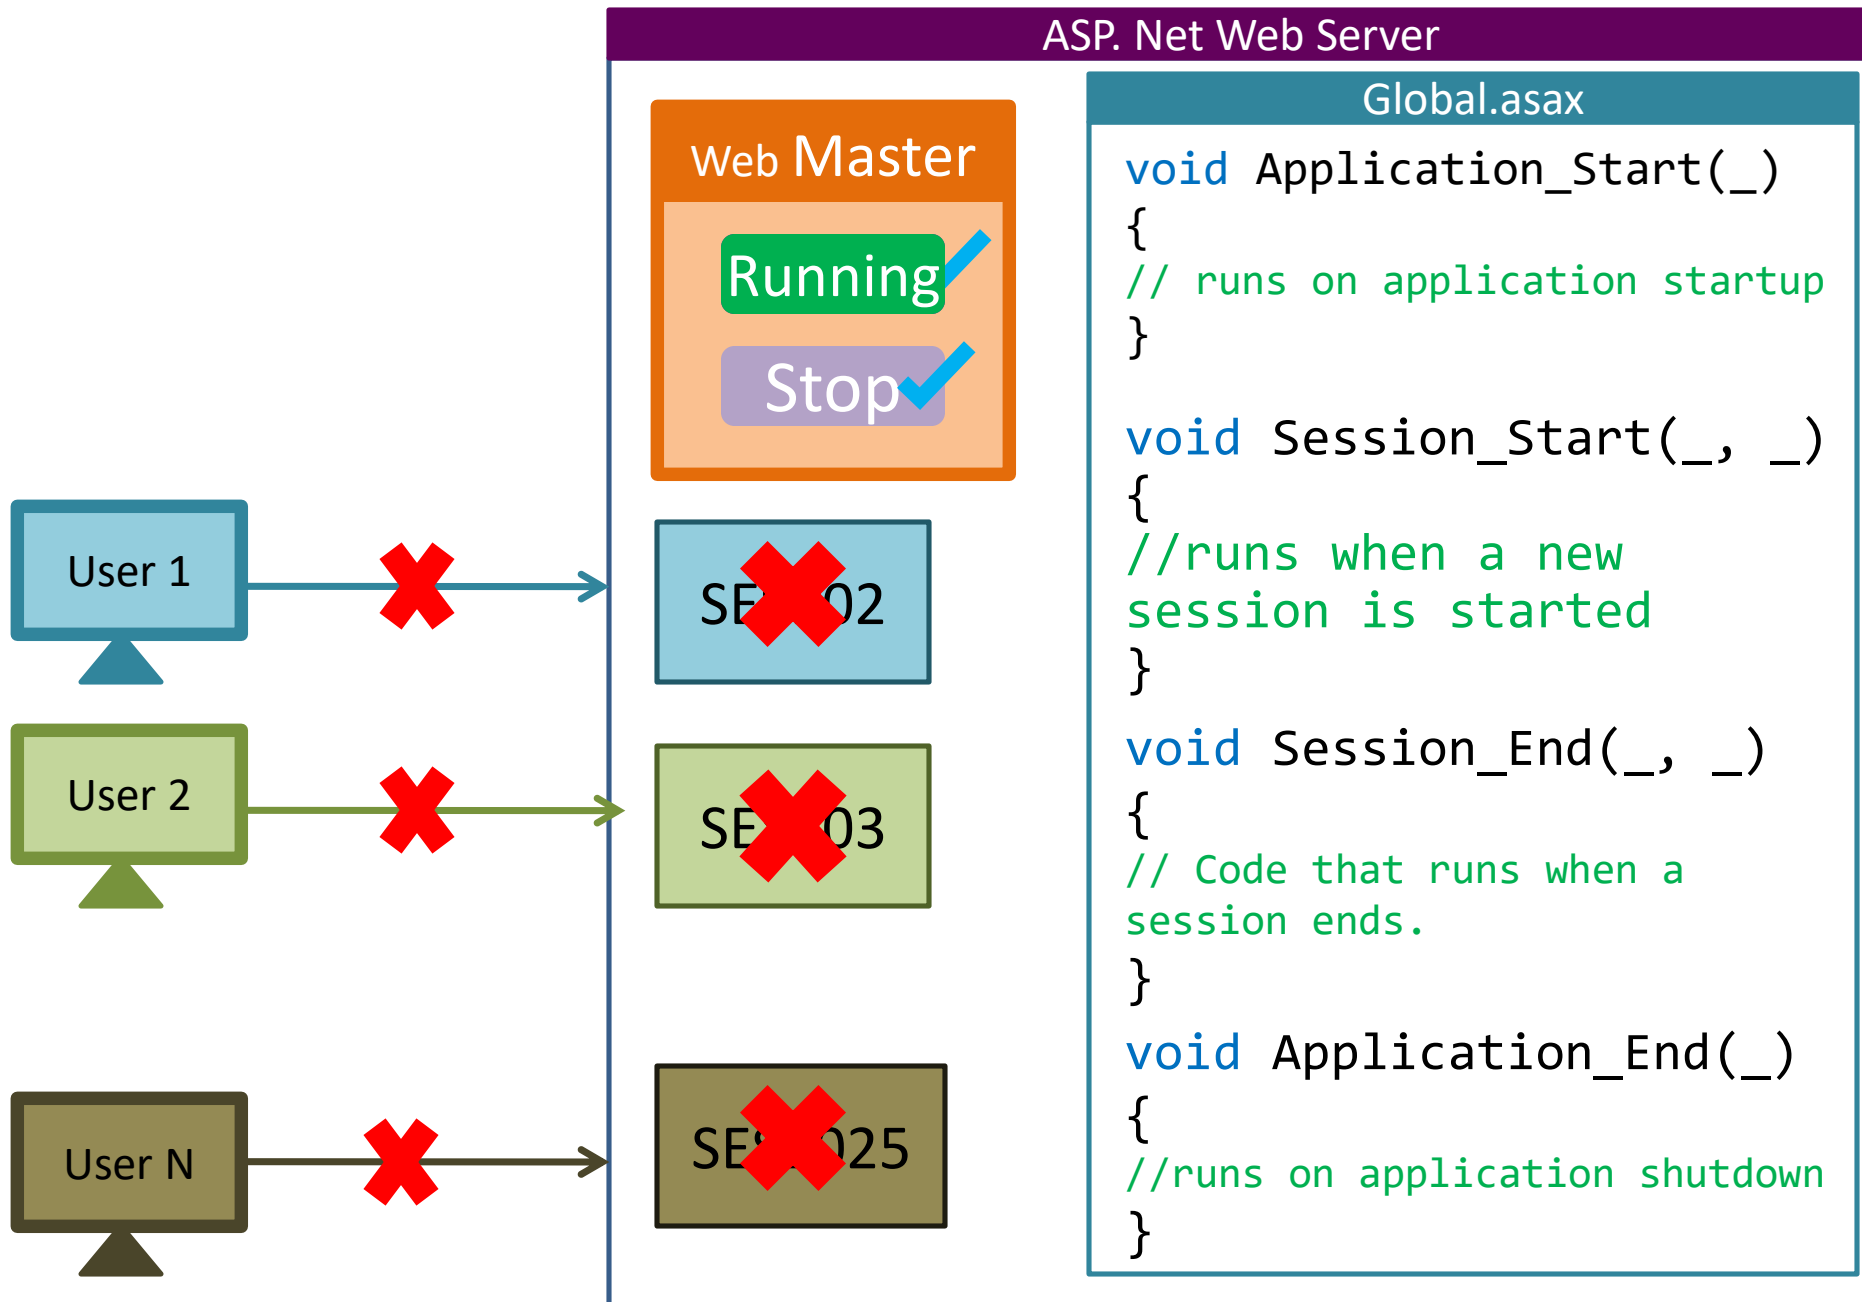 ASP. Net Web Server
Web Master
Running
Stop
User 1
User 2
User N
Global.asax
void Application_Start(_)
{
// runs on application startup
}
void Session_Start(_, _)
{
//runs when a new
session is started
}
void Session_End(_, _)
{
// Code that runs when a
session ends.
}
void Application_End(_)
{
//runs on application shutdown
}